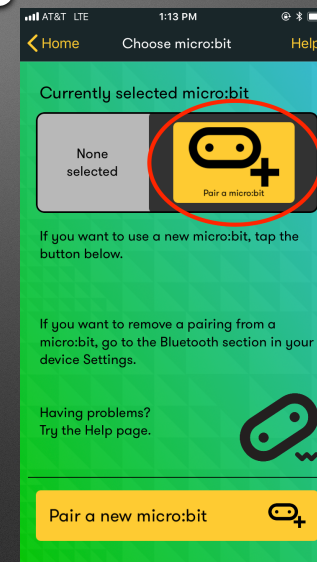 AT&T LTE 1:13 PM
Home Choose micro:bit Help
Currently selected micro:bit
None
selected
Pair a micro:bit
If you want to use a new micro:bit, tap the
button below.
If you want to remove a pairing from a
micro:bit, go to the Bluetooth section in your
device Settings.
Having problems?
Try the Help page.
Pair a new micro:bit